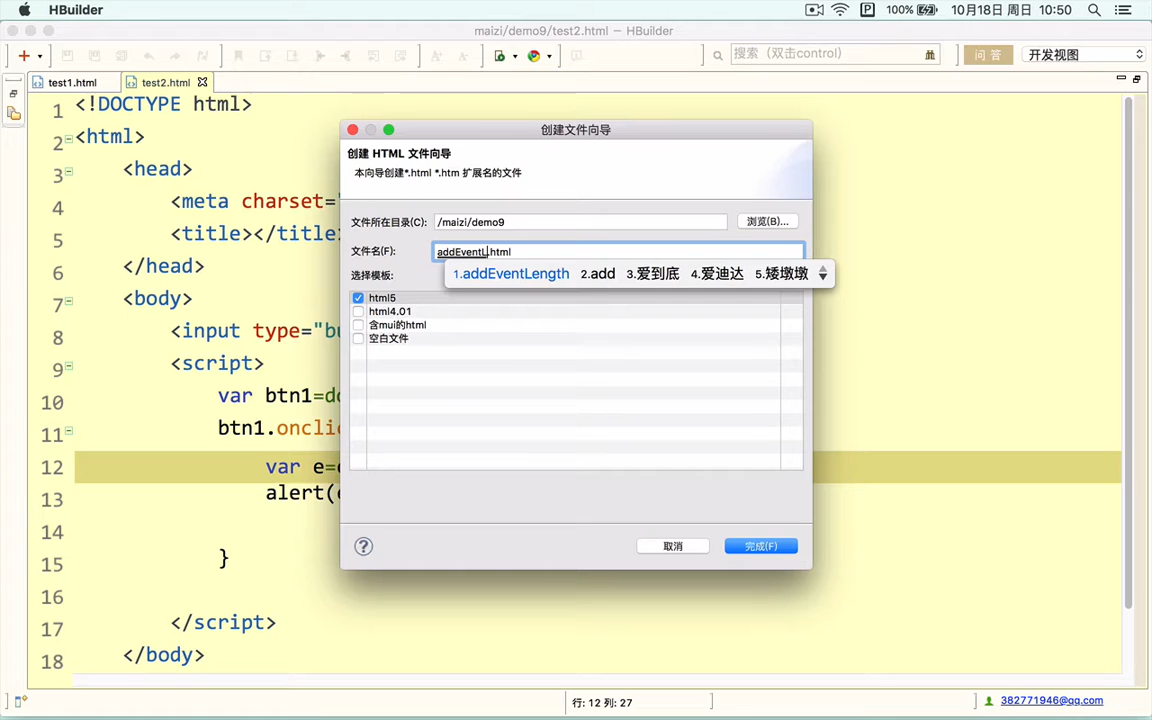 HBuilder
100%
10月18日 周日 10:50
maizi/demo9/test2.html — HBuilder
搜索（双击control）
问 答
开发视图
test1.html
test2.html
1 <!DOCTYPE html>
2 <html>
3 <head>
4 <meta charset=
5 <title></title
6 </head>
7 <body>
8 <input type="bu
9 <script>
10 var btn1=do
11 btn1.onclic
12 var e=
13 alert(
14
15 }
16
17 </script>
18 </body>
创建文件向导
创建 HTML 文件向导
本向导创建*.html *.htm 扩展名的文件
文件所在目录(C): /maizi/demo9 浏览(B)...
文件名(F): addEventL.html
1.addEventLength 2.add 3.爱到底 4.爱迪达 5.矮墩墩
选择模板:
html5
html4.01
含mui的html
空白文件
?
取消
完成(F)
行: 12 列: 27
382771946@qq.com